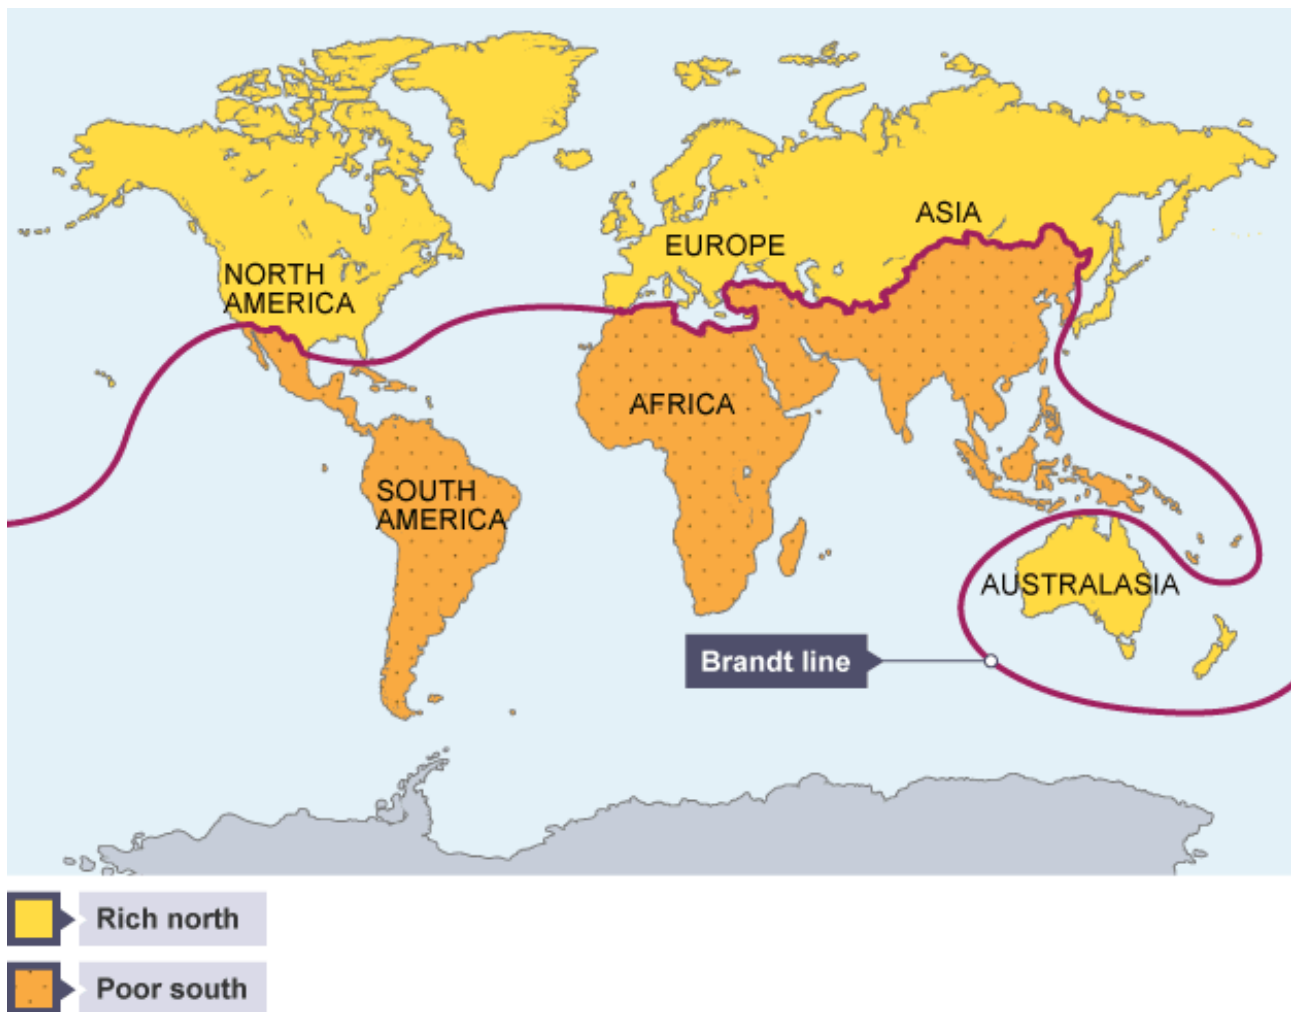 ASIA
EUROPE
NORTH
AMERICA
AFRICA
SOUTH
AMERICA
AUSTRALASIA
Brandt line
Rich north
Poor south